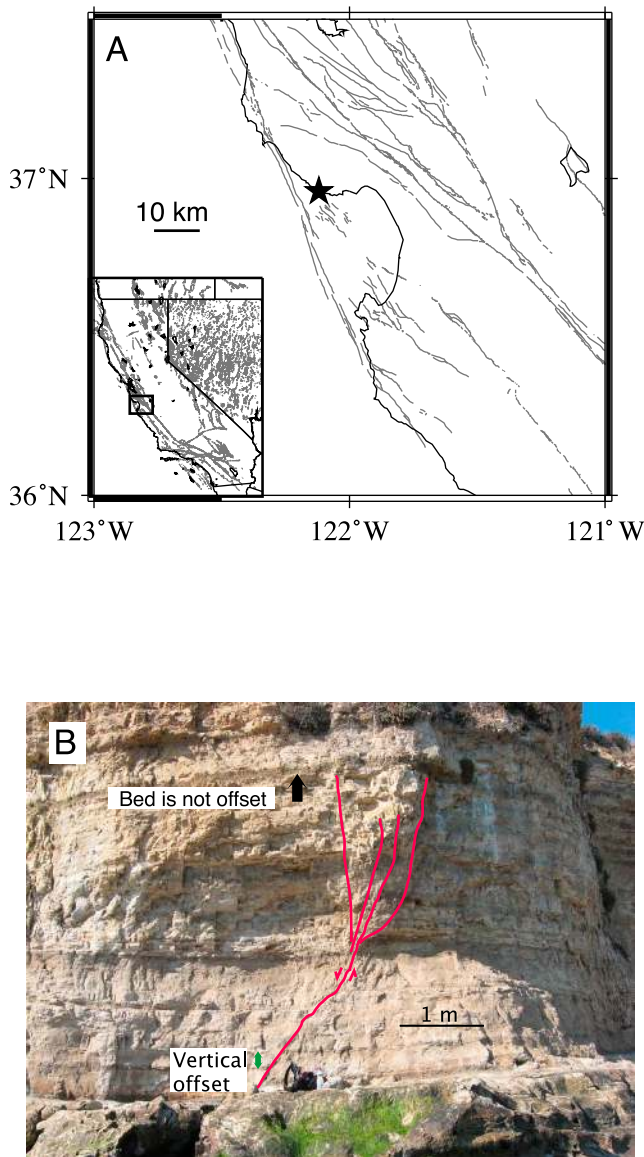 A
37°N
10 km
36°N
123°W 122°W 121°W
B
Bed is not offset
1 m
Vertical
offset